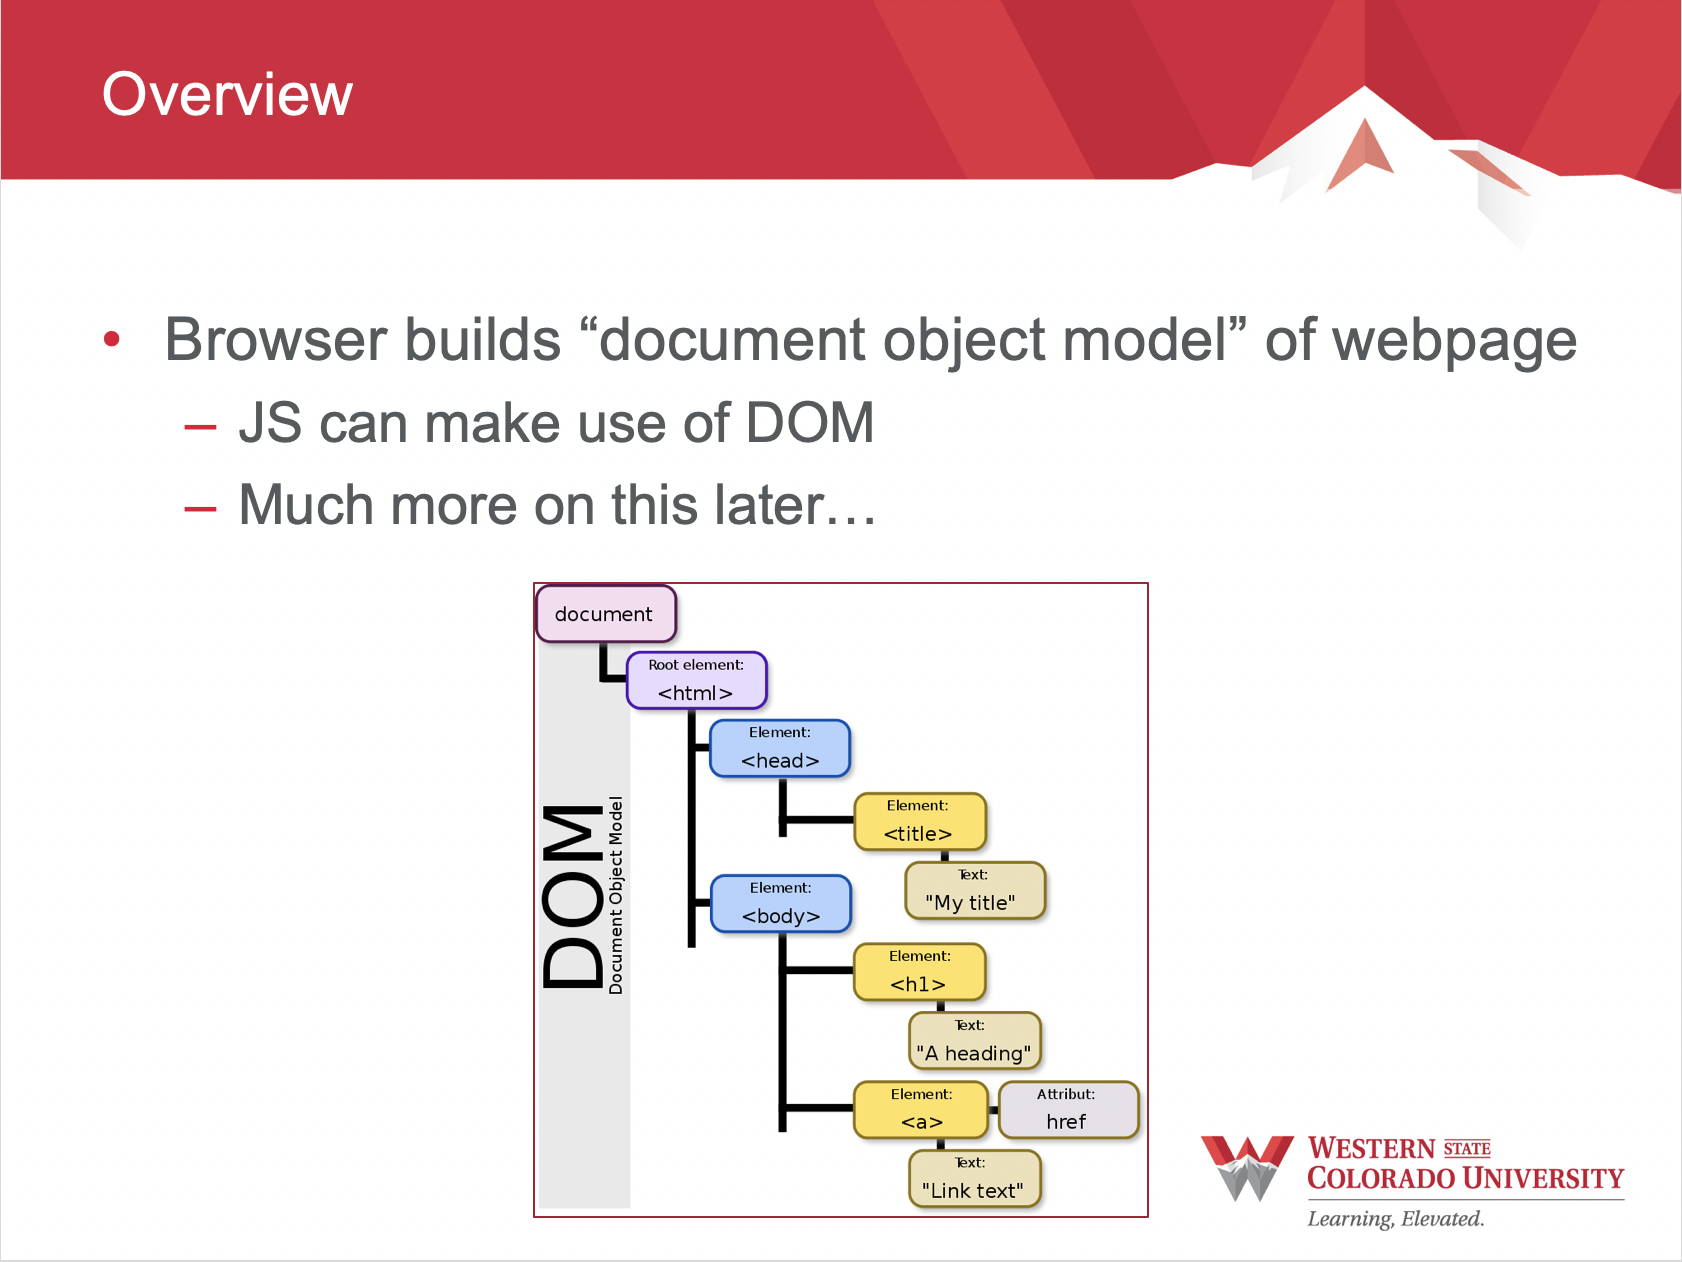 Overview
• Browser builds “document object model” of webpage
– JS can make use of DOM
– Much more on this later…
document
Root element:
<html>
Element:
<head>
Element:
<title>
Text:
"My title"
Element:
<body>
Element:
<h1>
Text:
"A heading"
Element:
<a>
Attribut:
href
Text:
"Link text"
DOM
Document Object Model
WESTERN STATE
COLORADO UNIVERSITY
Learning, Elevated.